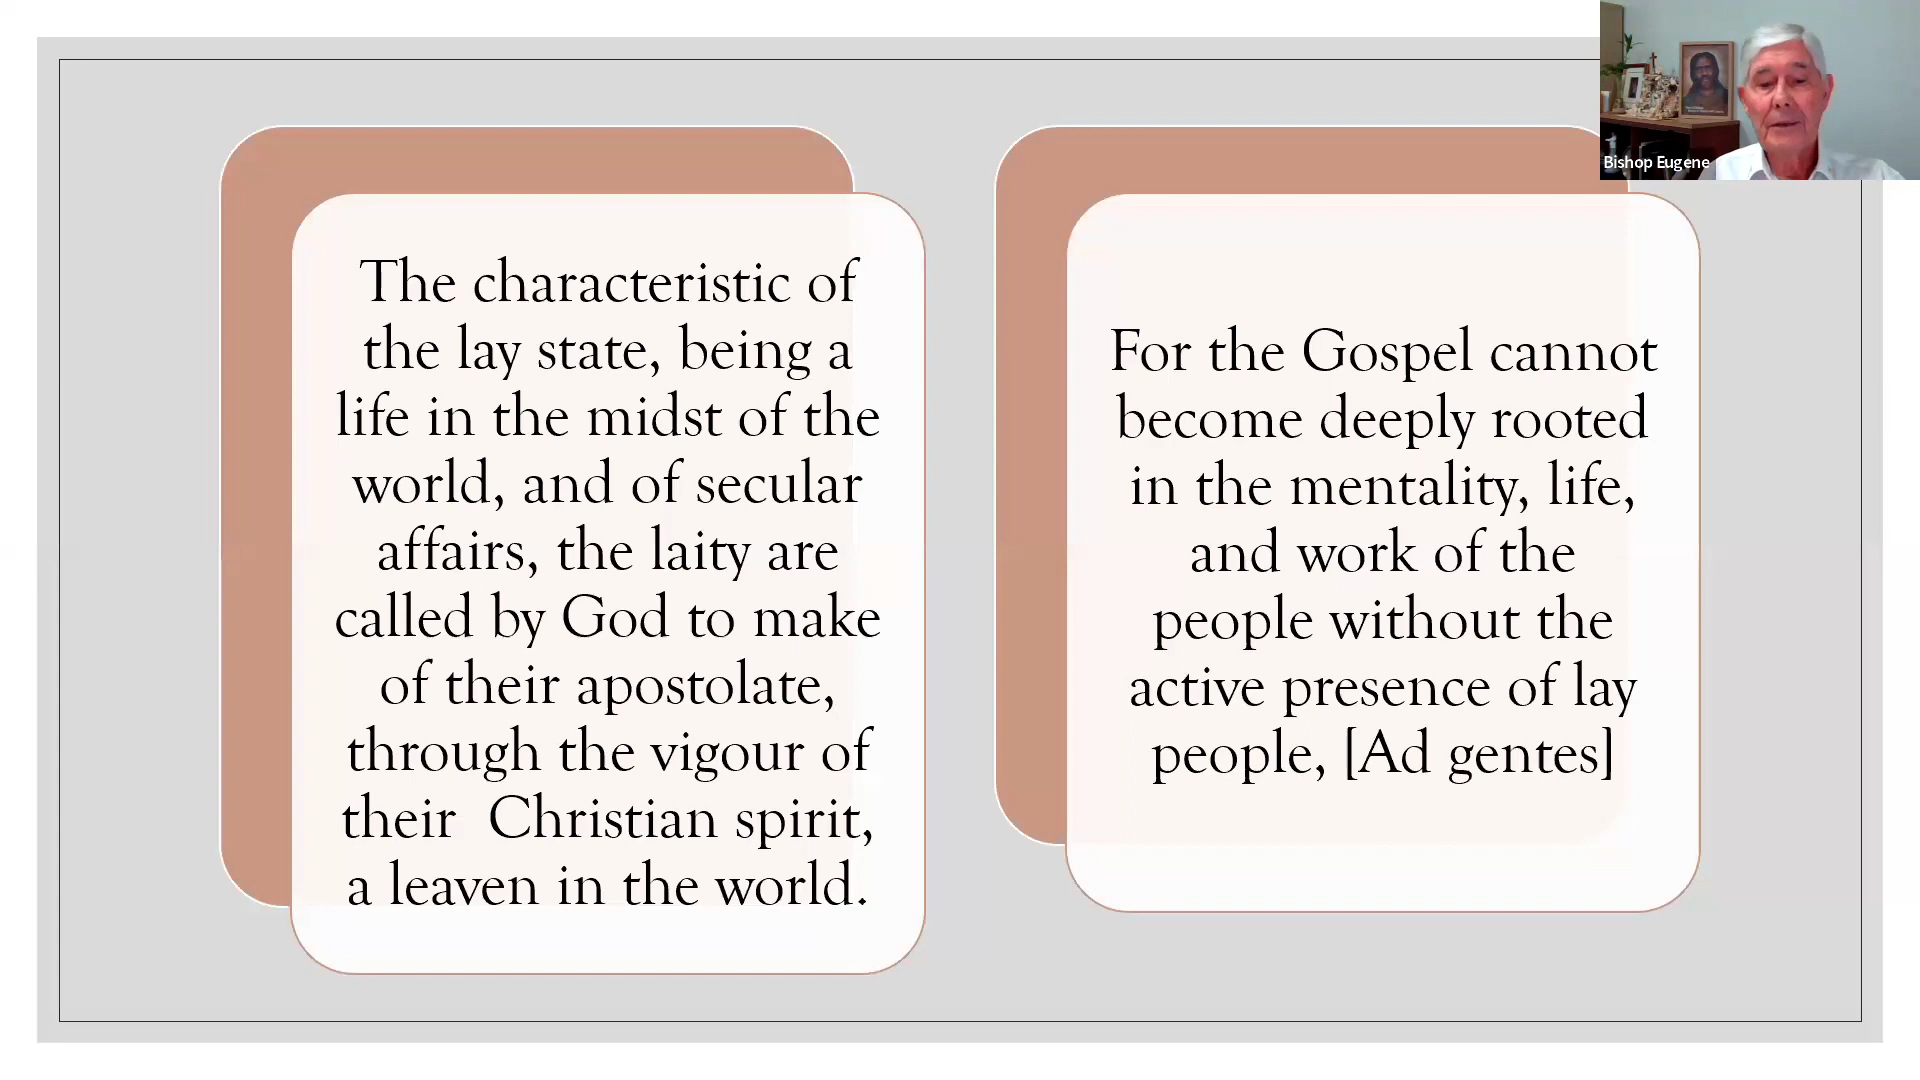 The characteristic of
the lay state, being a
life in the midst of the
world, and of secular
affairs, the laity are
called by God to make
of their apostolate,
through the vigour of
their  Christian spirit,
a leaven in the world.
For the Gospel cannot
become deeply rooted
in the mentality, life,
and work of the
people without the
active presence of lay
people, [Ad gentes]
Bishop Eugene